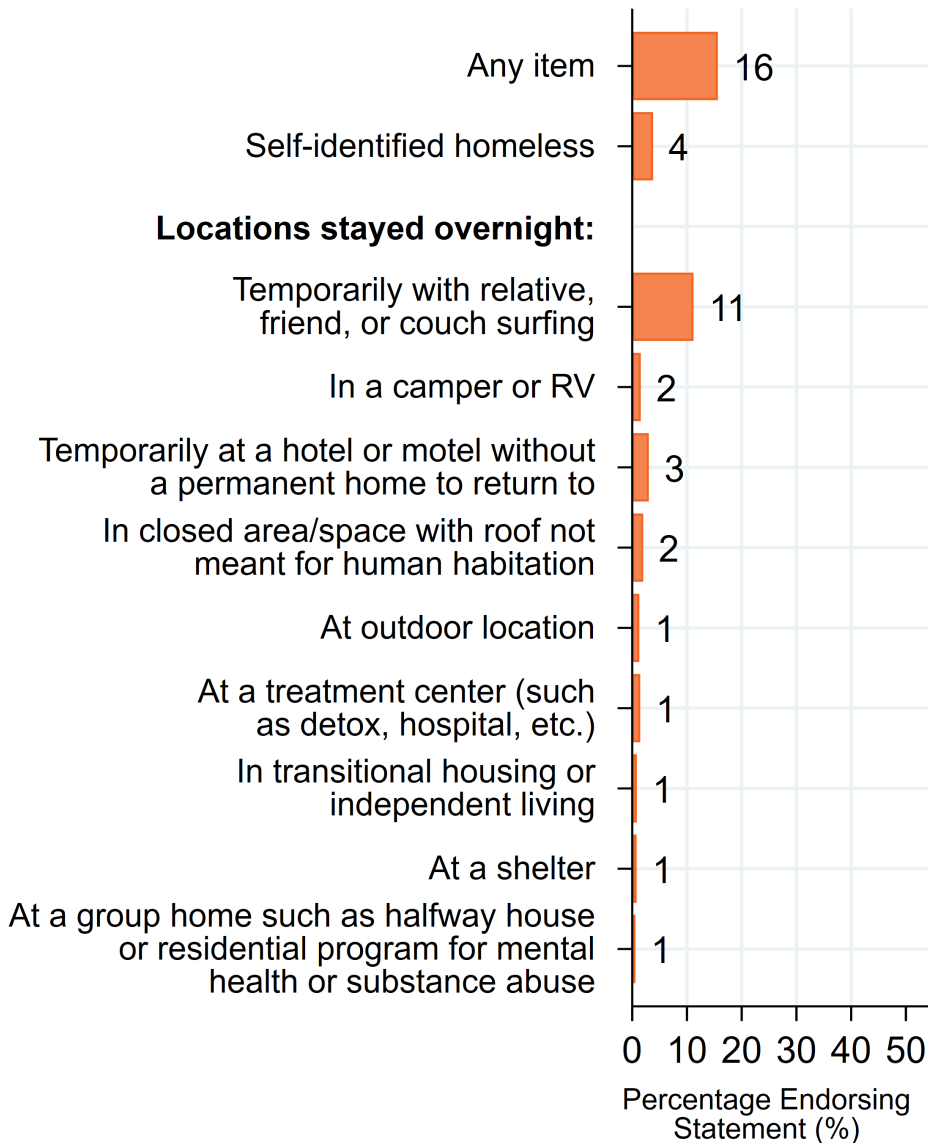 Any item
16
Self-identified homeless
4
Locations stayed overnight:
Temporarily with relative,
friend, or couch surfing
11
In a camper or RV
2
Temporarily at a hotel or motel without
a permanent home to return to
3
In closed area/space with roof not
meant for human habitation
2
At outdoor location
1
At a treatment center (such
as detox, hospital, etc.)
1
In transitional housing or
independent living
1
At a shelter
1
At a group home such as halfway house
or residential program for mental
health or substance abuse
1
0 10 20 30 40 50
Percentage Endorsing
Statement (%)